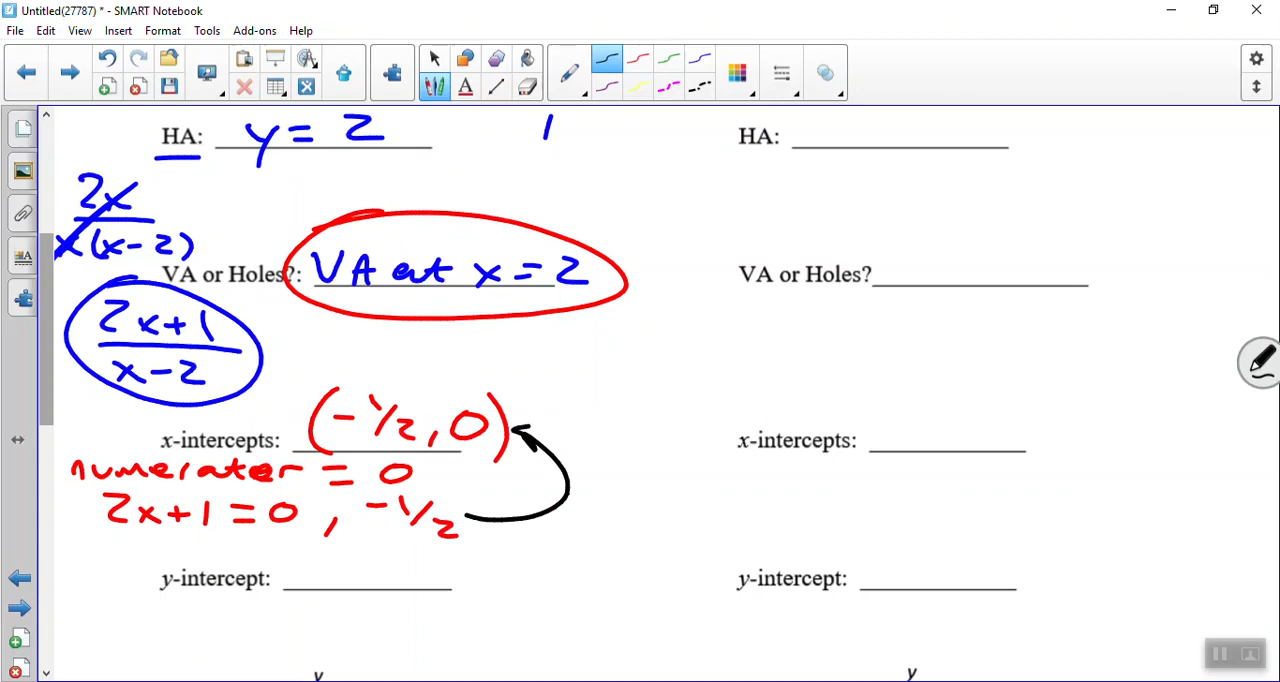 Untitled(27787) * - SMART Notebook
File Edit View Insert Format Tools Add-ons Help
HA: y = 2
HA:
2x
x(x-2)
VA or Holes?: VA at x = 2
VA or Holes?
2x+1
x-2
x-intercepts: (-1/2, 0)
x-intercepts:
numerater = 0
2x+1=0, -1/2
y-intercept:
y-intercept:
y
y